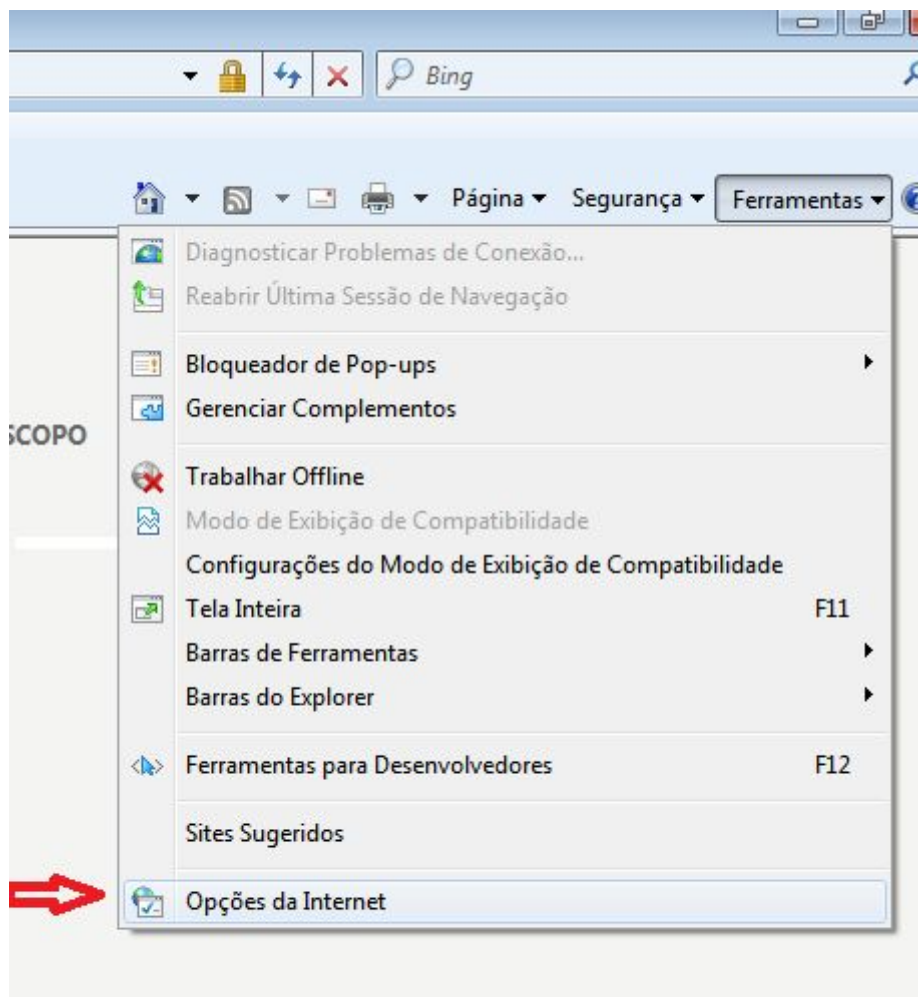 Bing
Página Segurança Ferramentas
Diagnosticar Problemas de Conexão...
Reabrir Última Sessão de Navegação
Bloqueador de Pop-ups
Gerenciar Complementos
SCOPO
Trabalhar Offline
Modo de Exibição de Compatibilidade
Configurações do Modo de Exibição de Compatibilidade
Tela Inteira F11
Barras de Ferramentas
Barras do Explorer
Ferramentas para Desenvolvedores F12
Sites Sugeridos
Opções da Internet